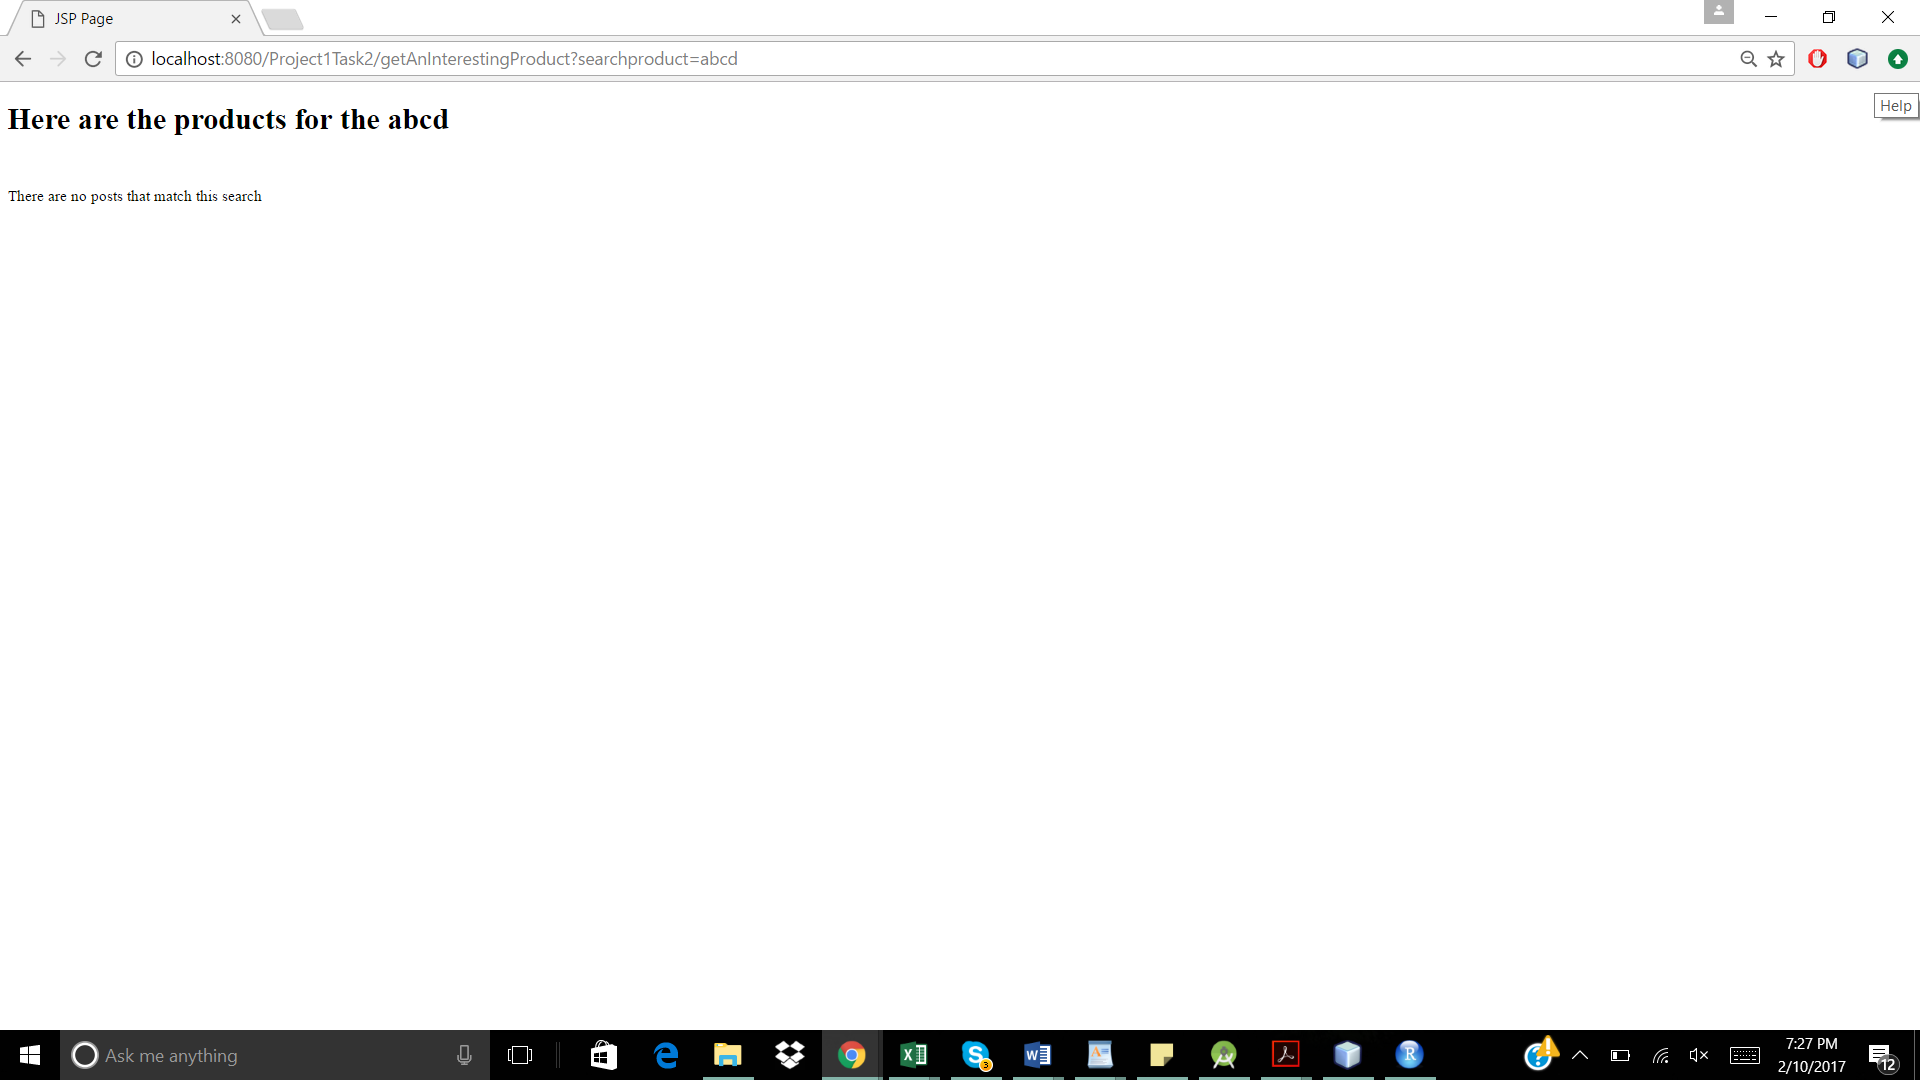 JSP Page
localhost:8080/Project1Task2/getAnInterestingProduct?searchproduct=abcd
Help
Here are the products for the abcd
There are no posts that match this search
Ask me anything
3
7:27 PM
2/10/2017
12